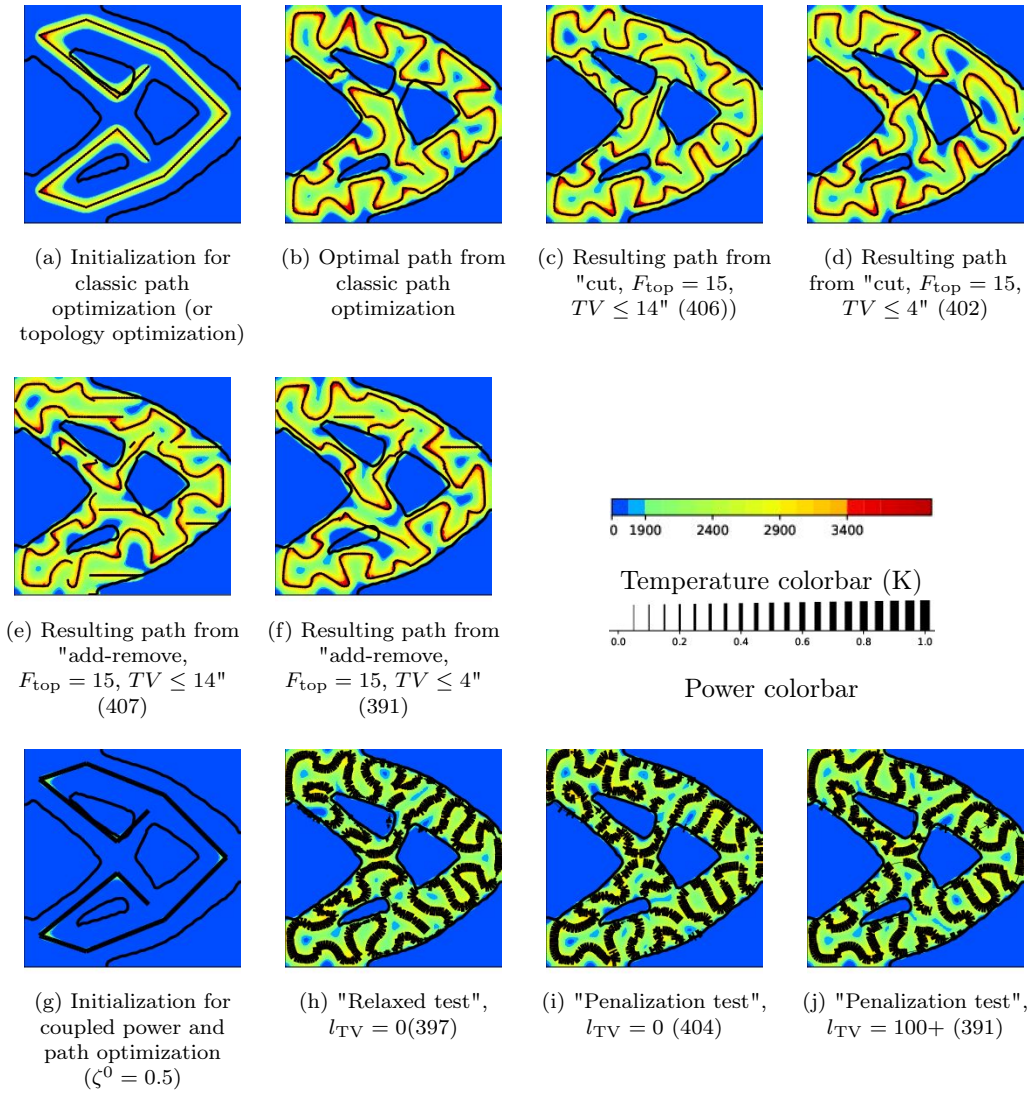 (a) Initialization for
classic path
optimization (or
topology optimization)
(b) Optimal path from
classic path
optimization
(c) Resulting path from
"cut, F_top = 15,
TV ≤ 14" (406))
(d) Resulting path
from "cut, F_top = 15,
TV ≤ 4" (402)
(e) Resulting path from
"add-remove,
F_top = 15, TV ≤ 14"
(407)
(f) Resulting path from
"add-remove,
F_top = 15, TV ≤ 4"
(391)
0 1900 2400 2900 3400
Temperature colorbar (K)
0.0 0.2 0.4 0.6 0.8 1.0
Power colorbar
(g) Initialization for
coupled power and
path optimization
(ζ⁰ = 0.5)
(h) "Relaxed test",
l_TV = 0(397)
(i) "Penalization test",
l_TV = 0 (404)
(j) "Penalization test",
l_TV = 100+ (391)